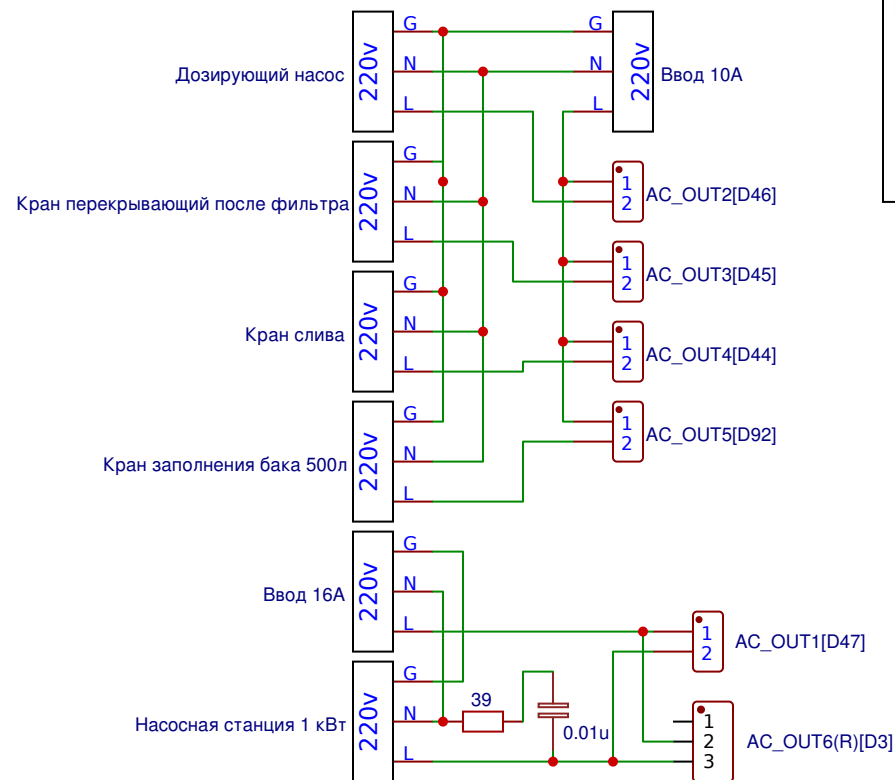 G
N
L
220v
Дозирующий насос
G
N
L
220v
Ввод 10А
G
N
L
220v
Кран перекрывающий после фильтра
1
2
AC_OUT2[D46]
1
2
AC_OUT3[D45]
G
N
L
220v
Кран слива
1
2
AC_OUT4[D44]
G
N
L
220v
Кран заполнения бака 500л
1
2
AC_OUT5[D92]
G
N
L
220v
Ввод 16А
1
2
AC_OUT1[D47]
G
N
L
220v
Насосная станция 1 кВт
39
0.01u
1
2
3
AC_OUT6(R)[D3]